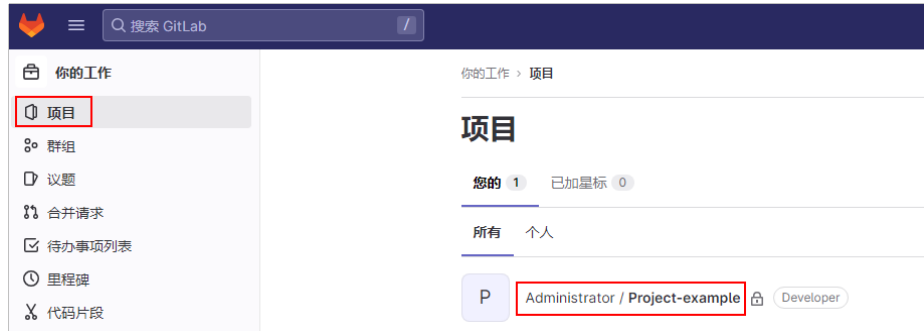 搜索 GitLab /
你的工作
项目
群组
议题
合并请求
待办事项列表
里程碑
代码片段
你的工作 › 项目
项目
您的 1 已加星标 0
所有 个人
P Administrator / Project-example Developer